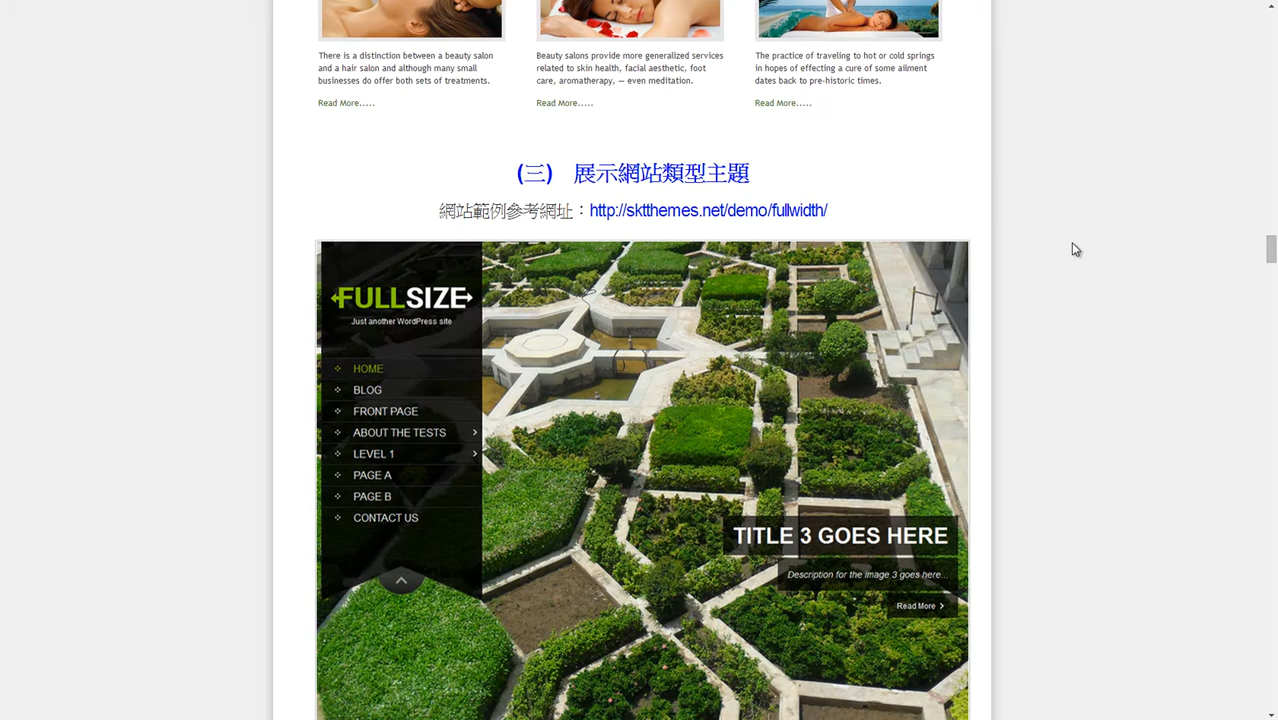 There is a distinction between a beauty salon
and a hair salon and although many small
businesses do offer both sets of treatments.
Read More.....
Beauty salons provide more generalized services
related to skin health, facial aesthetic, foot
care, aromatherapy, — even meditation.
Read More.....
The practice of traveling to hot or cold springs
in hopes of effecting a cure of some ailment
dates back to pre-historic times.
Read More.....
(三) 展示網站類型主題
網站範例參考網址：http://sktthemes.net/demo/fullwidth/
FULLSIZE
Just another WordPress site
HOME
BLOG
FRONT PAGE
ABOUT THE TESTS
LEVEL 1
PAGE A
PAGE B
CONTACT US
TITLE 3 GOES HERE
Description for the image 3 goes here...
Read More